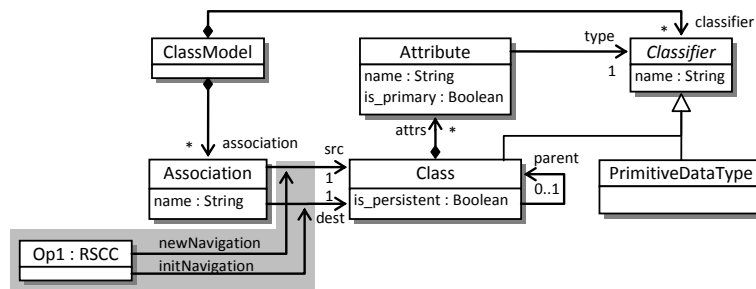 classifier
*
ClassModel
Attribute
name : String
is_primary : Boolean
type
1
Classifier
name : String
attrs
*
association
*
Association
name : String
src
1
1
dest
Class
is_persistent : Boolean
parent
0..1
PrimitiveDataType
Op1 : RSCC
newNavigation
initNavigation